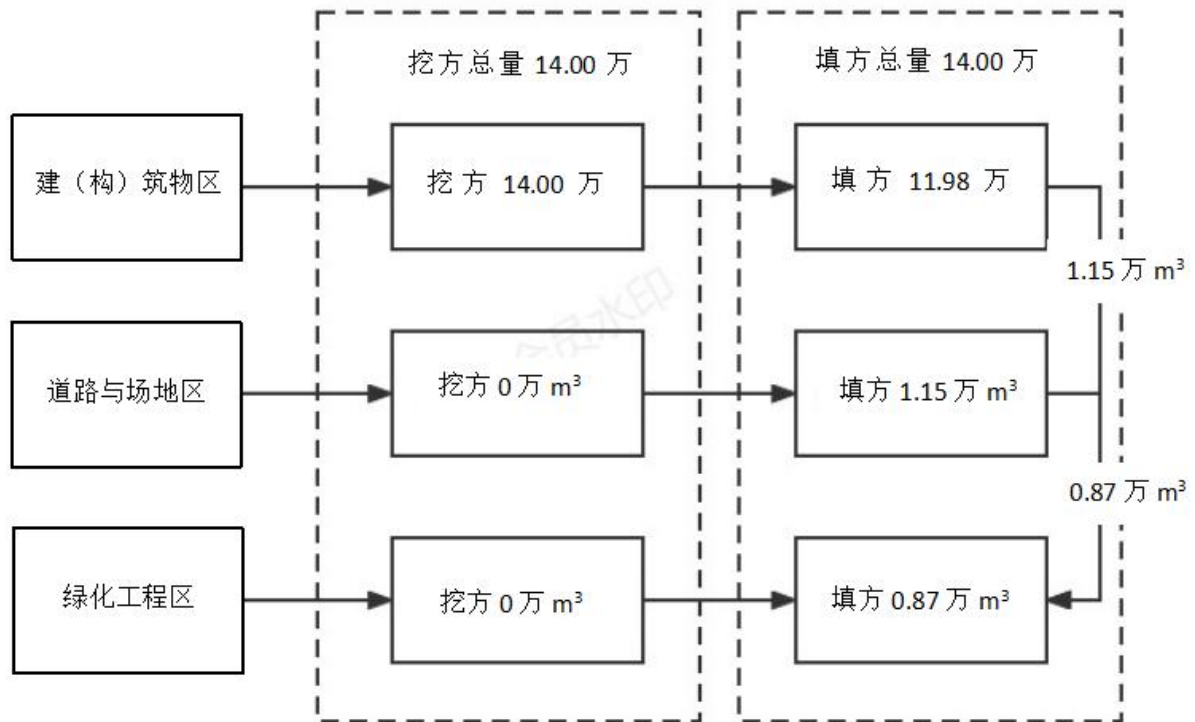 挖方总量 14.00 万
填方总量 14.00 万
建（构）筑物区
挖方 14.00 万
填方 11.98 万
1.15 万 m³
道路与场地区
挖方 0 万 m³
填方 1.15 万 m³
0.87 万 m³
绿化工程区
挖方 0 万 m³
填方 0.87 万 m³
员水印